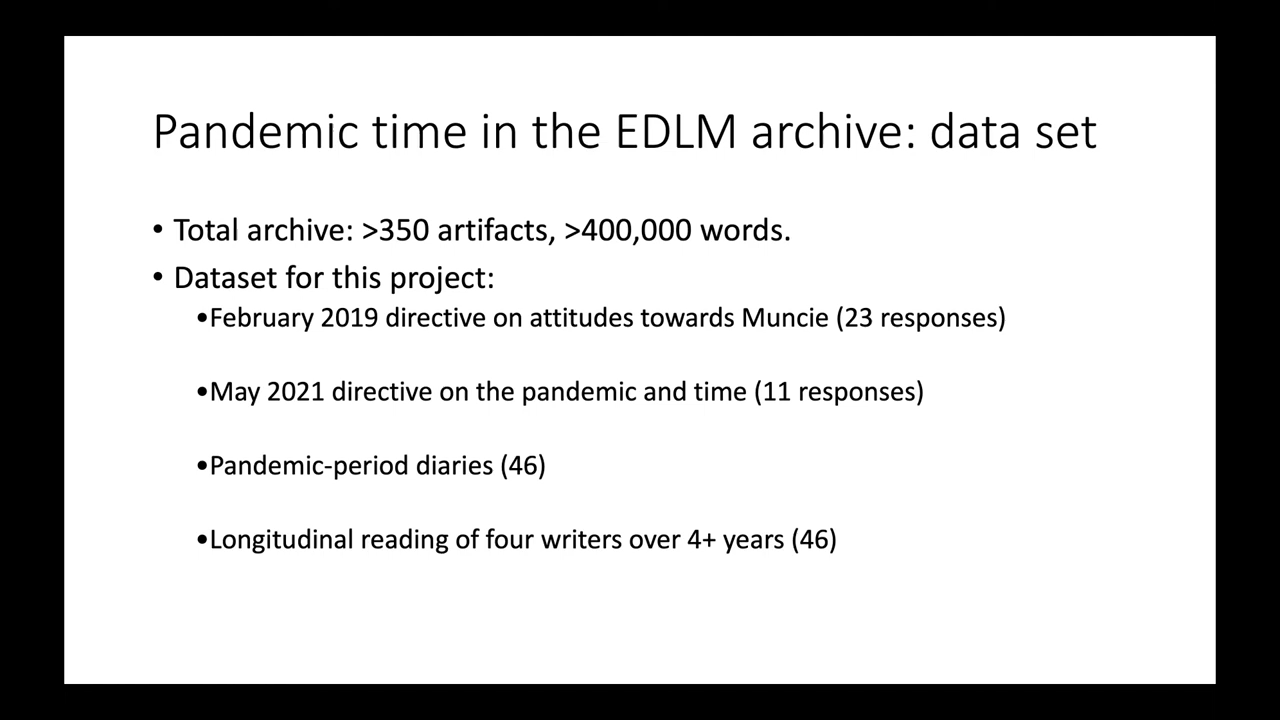 Pandemic time in the EDLM archive: data set
• Total archive: >350 artifacts, >400,000 words.
• Dataset for this project:
•February 2019 directive on attitudes towards Muncie (23 responses)
•May 2021 directive on the pandemic and time (11 responses)
•Pandemic-period diaries (46)
•Longitudinal reading of four writers over 4+ years (46)